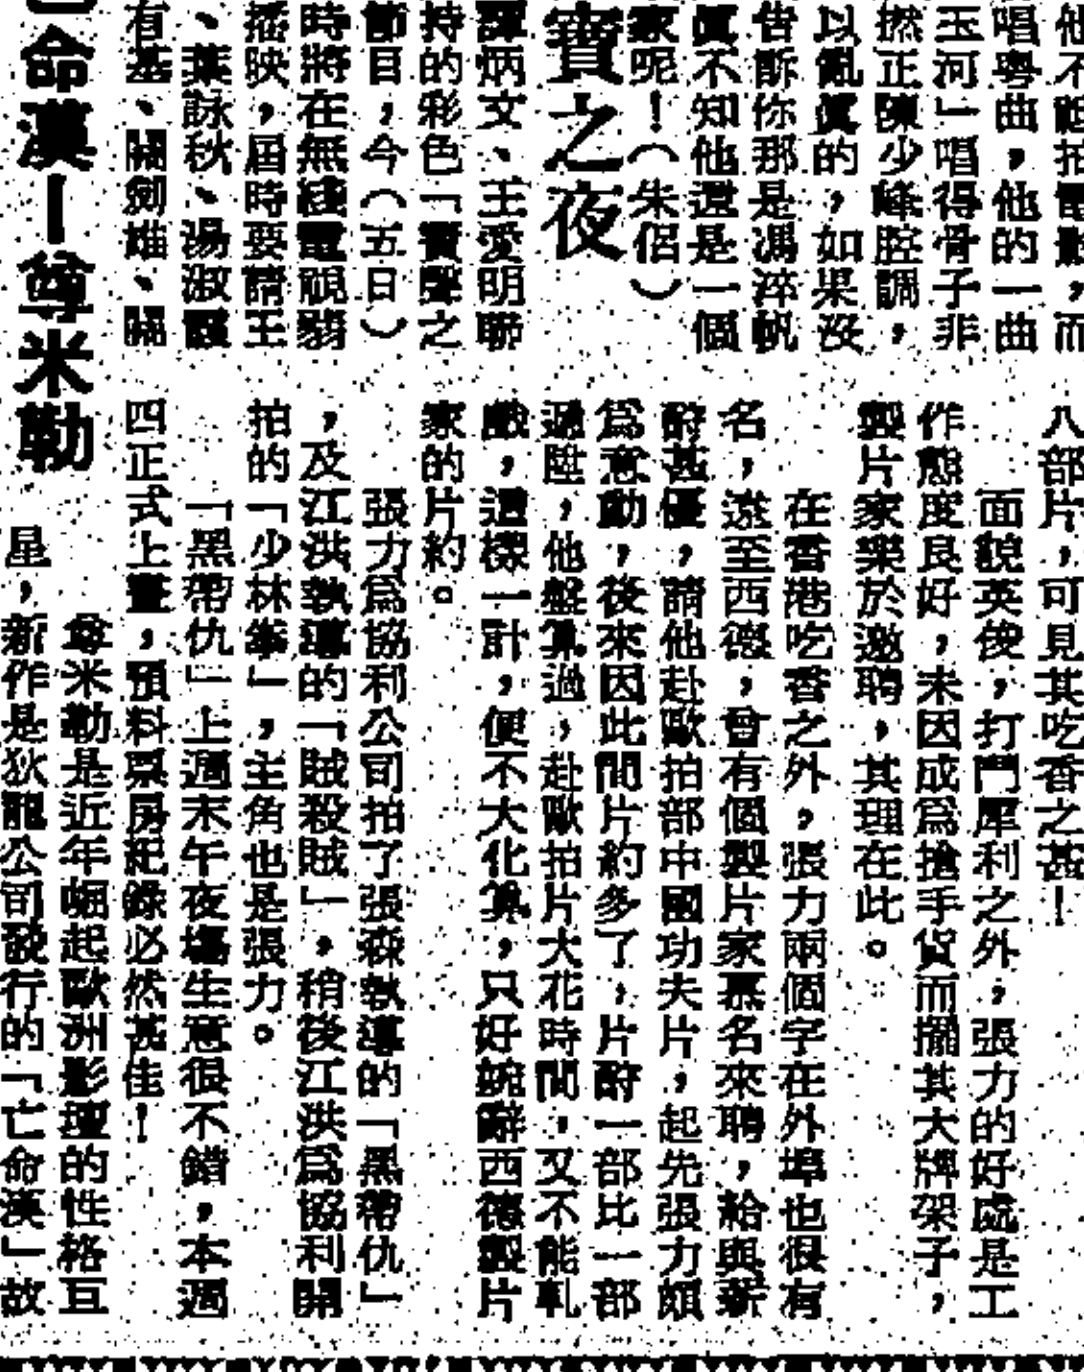 他不
唱粵曲，他的一曲
玉河」唱得骨子非
撚正陳少峰腔調，
以亂眞的，如果沒
告訴你那是馮淬帆
眞不知他還是一個
家呢！（朱侶）
寶之夜
譚炳文、王愛明聯
持的彩色「寶聲之
節目，今（五日）
時將在無綫電視翡
播映，屆時要請王
、葉詠秋、湯淑霞
有基、關劍雄、關
命漢—尊米勒
八部片，可見其吃香之甚！
面貌英俊，打鬥犀利之外，張力的好處是工
作態度良好，未因成爲搶手貨而擺其大牌架子，
製片家樂於邀聘，其理在此。
在香港吃香之外，張力兩個字在外埠也很有
名，遠至西德，曾有個製片家慕名來聘，給與薪
酧甚優，請他赴歐拍部中國功夫片，起先張力頗
爲意動，後來因此間片約多了，片酧一部比一部
過陞，他盤算過，赴歐拍片大花時間，又不能軋
戲，這樣一計，便不大化算，只好婉辭西德製片
家的片約。
張力爲協利公司拍了張森執導的「黑帶仇」
，及江洪執導的「賊殺賊」，稍後江洪爲協利開
拍的「少林拳」，主角也是張力。
「黑帶仇」上週末午夜場生意很不錯，本週
四正式上畫，預料票房紀錄必然甚佳！
尊米勒是近年崛起歐洲影壇的性格巨
星，新作是狄龍公司發行的「亡命漢」故